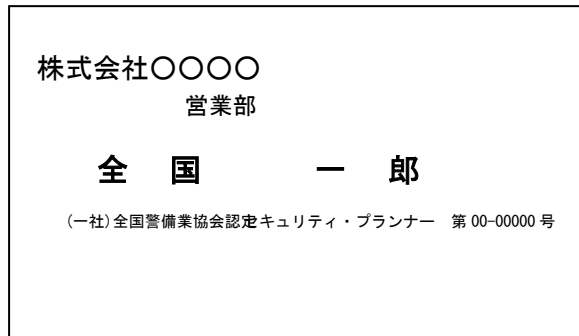 株式会社〇〇〇〇
営業部
全　国　　　一　郎
(一社)全国警備業協会認定セキュリティ・プランナー　第 00-00000 号